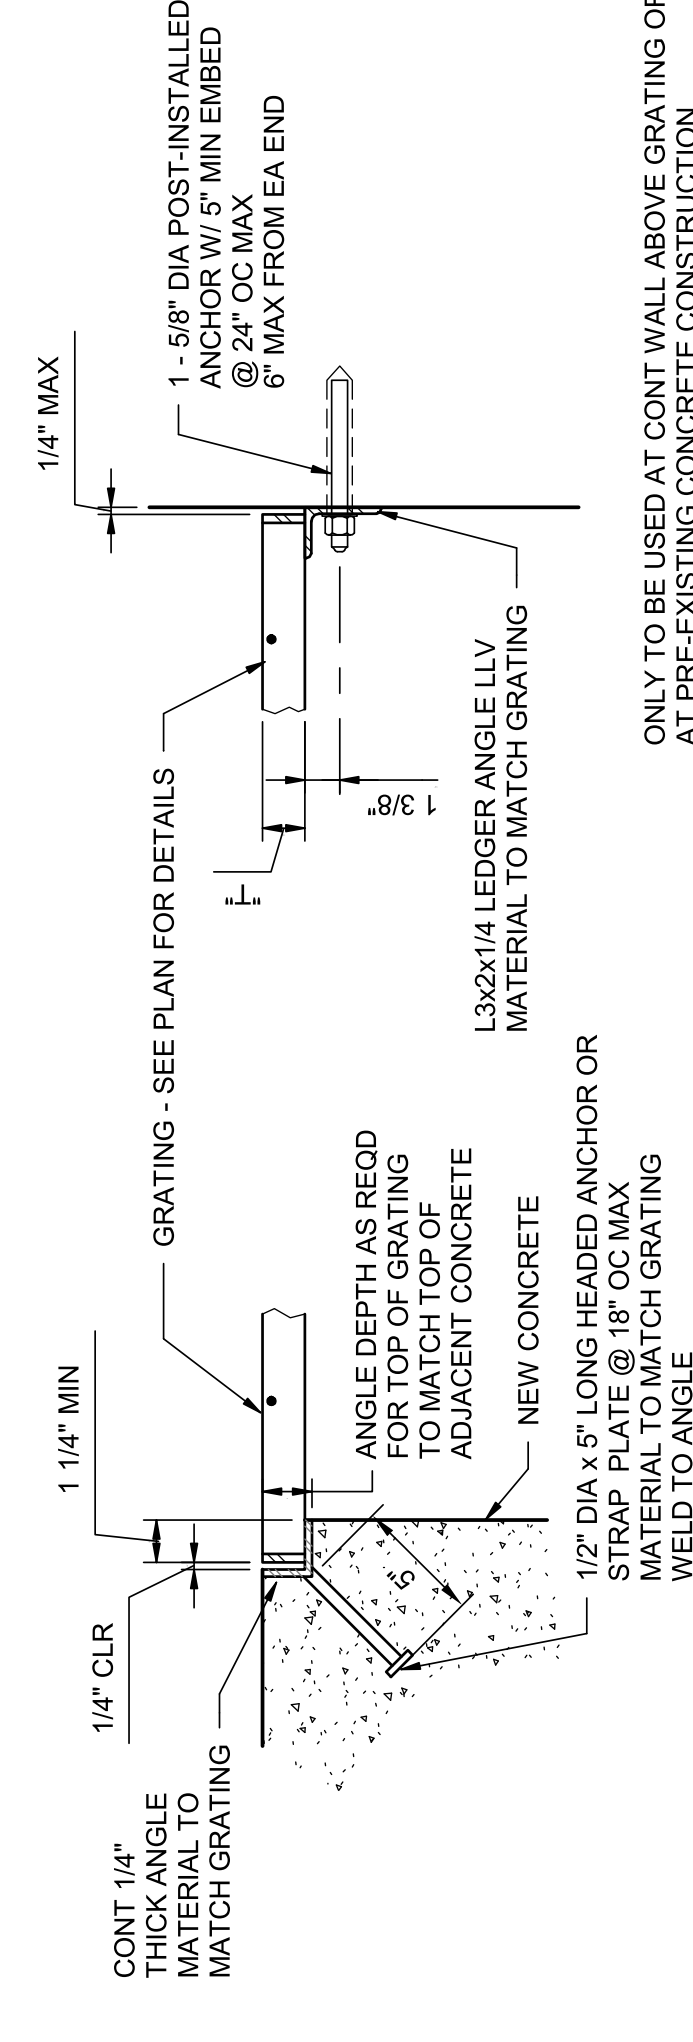 CONT 1/4"
THICK ANGLE
MATERIAL TO
MATCH GRATING
1/4" CLR
1 1/4" MIN
GRATING - SEE PLAN FOR DETAILS
1/4" MAX
1 - 5/8" DIA POST-INSTALLED
ANCHOR W/ 5" MIN EMBED
@ 24" OC MAX
6" MAX FROM EA END
"T"
1 3/8"
5"
ANGLE DEPTH AS REQD
FOR TOP OF GRATING
TO MATCH TOP OF
ADJACENT CONCRETE
NEW CONCRETE
1/2" DIA x 5" LONG HEADED ANCHOR OR
STRAP PLATE @ 18" OC MAX
MATERIAL TO MATCH GRATING
WELD TO ANGLE
L3x2x1/4 LEDGER ANGLE LLV
MATERIAL TO MATCH GRATING
ONLY TO BE USED AT CONT WALL ABOVE GRATING OR
AT PRE-EXISTING CONCRETE CONSTRUCTION